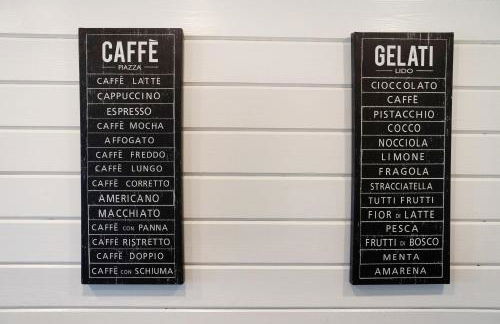 CAFFÈ
PIAZZA
CAFFÈ LATTE
CAPPUCCINO
ESPRESSO
CAFFÈ MOCHA
AFFOGATO
CAFFÈ FREDDO
CAFFÈ LUNGO
CAFFÈ CORRETTO
AMERICANO
MACCHIATO
CAFFÈ CON PANNA
CAFFÈ RISTRETTO
CAFFÈ DOPPIO
CAFFÈ CON SCHIUMA
GELATI
LIDO
CIOCCOLATO
CAFFÈ
PISTACCHIO
COCCO
NOCCIOLA
LIMONE
FRAGOLA
STRACCIATELLA
TUTTI FRUTTI
FIOR DI LATTE
PESCA
FRUTTI DI BOSCO
MENTA
AMARENA